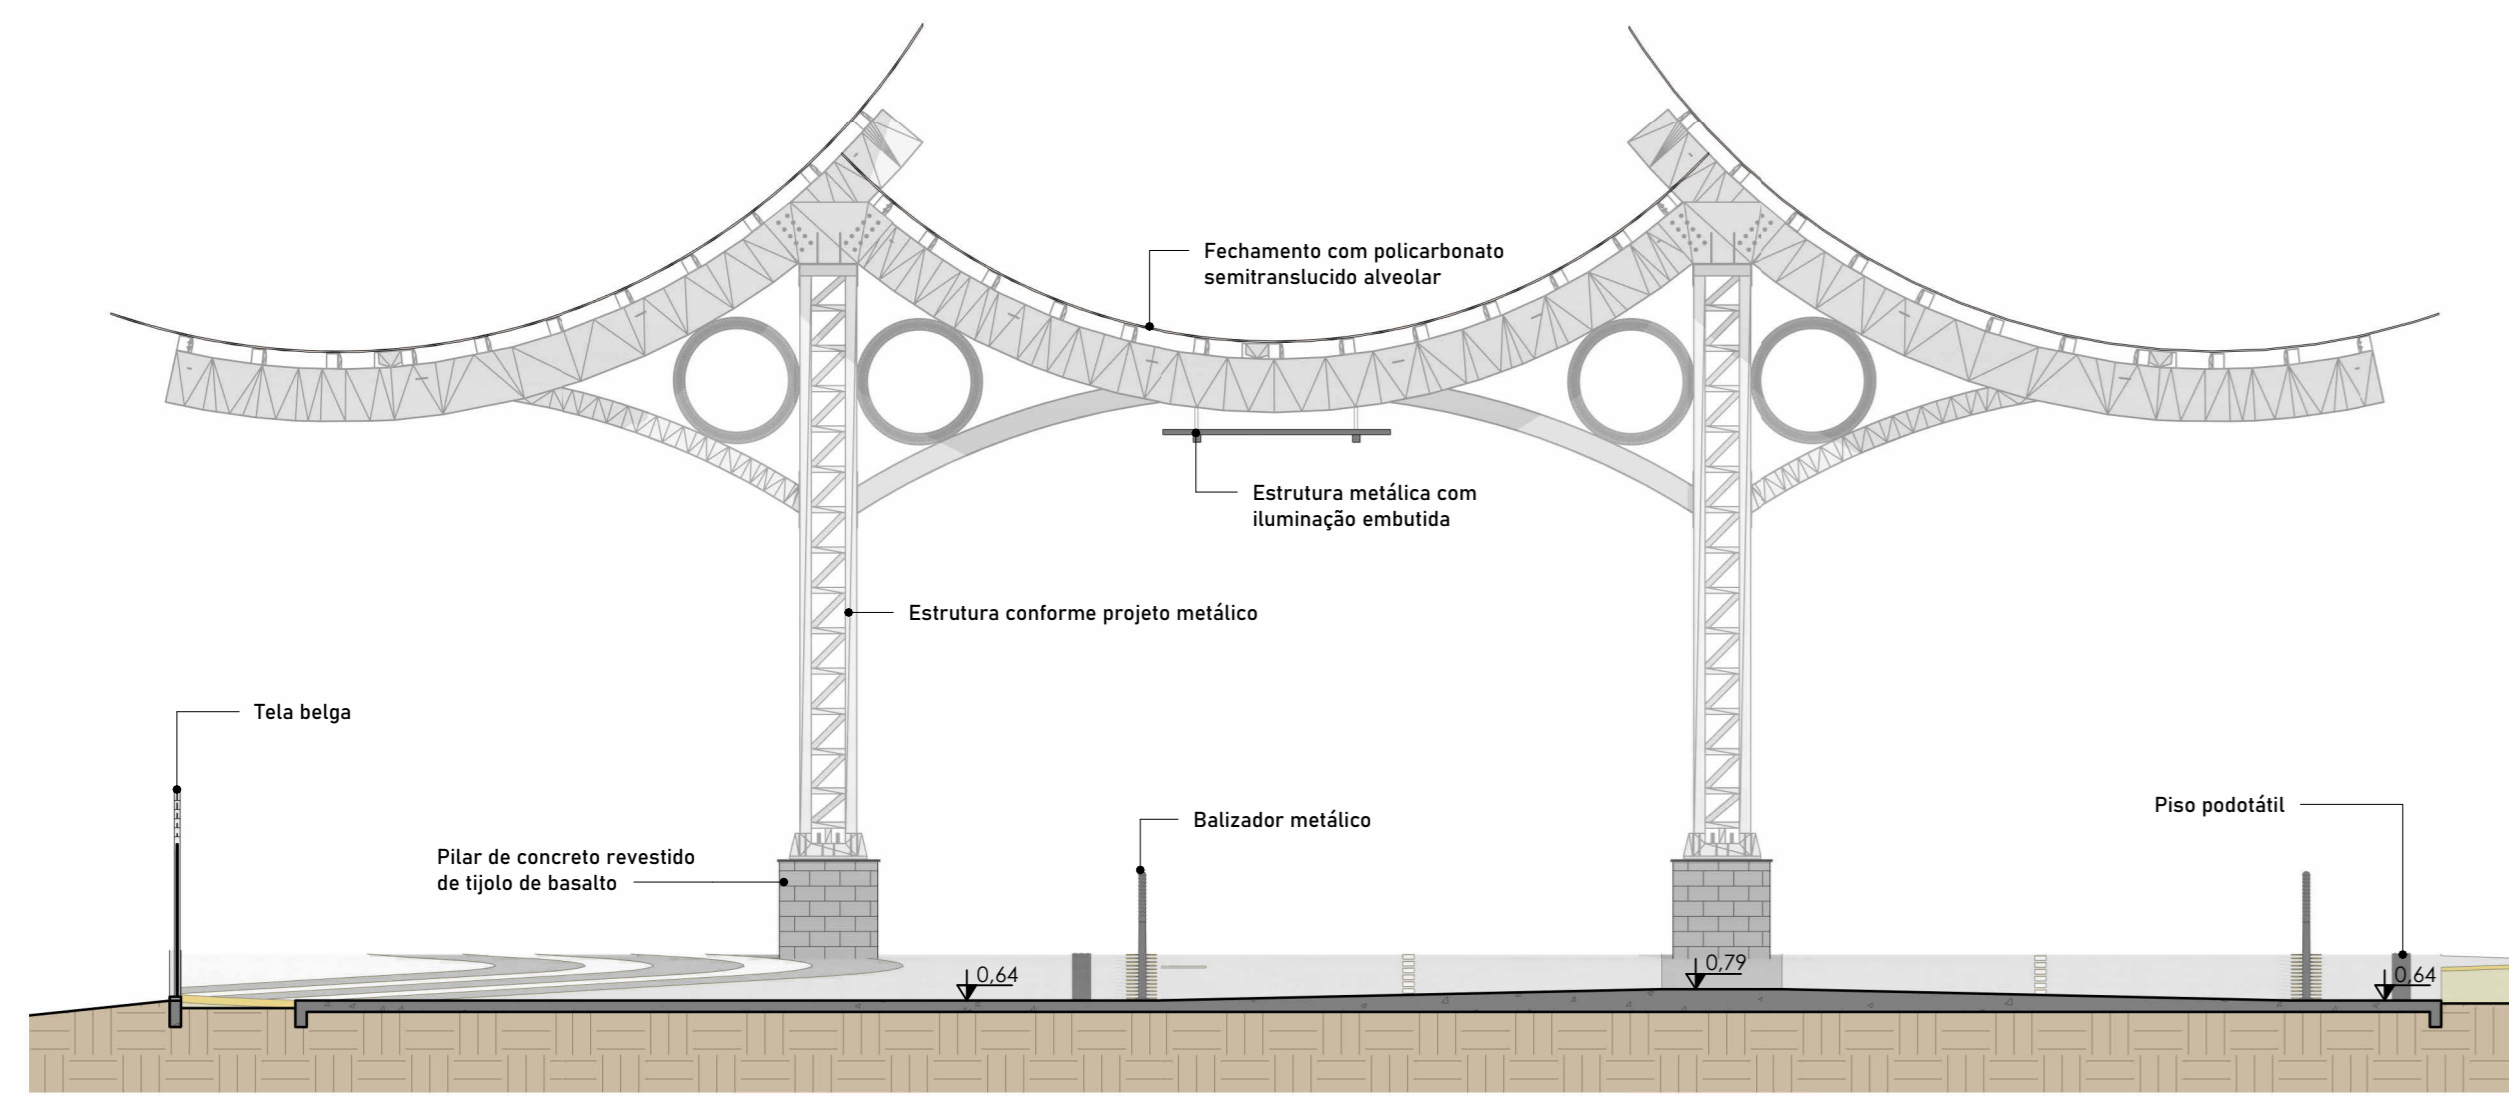 Fechamento com policarbonato
semitranslucido alveolar
Estrutura metálica com
iluminação embutida
Estrutura conforme projeto metálico
Tela belga
Piso podotátil
Balizador metálico
Pilar de concreto revestido
de tijolo de basalto
0,79
0,64
0,64